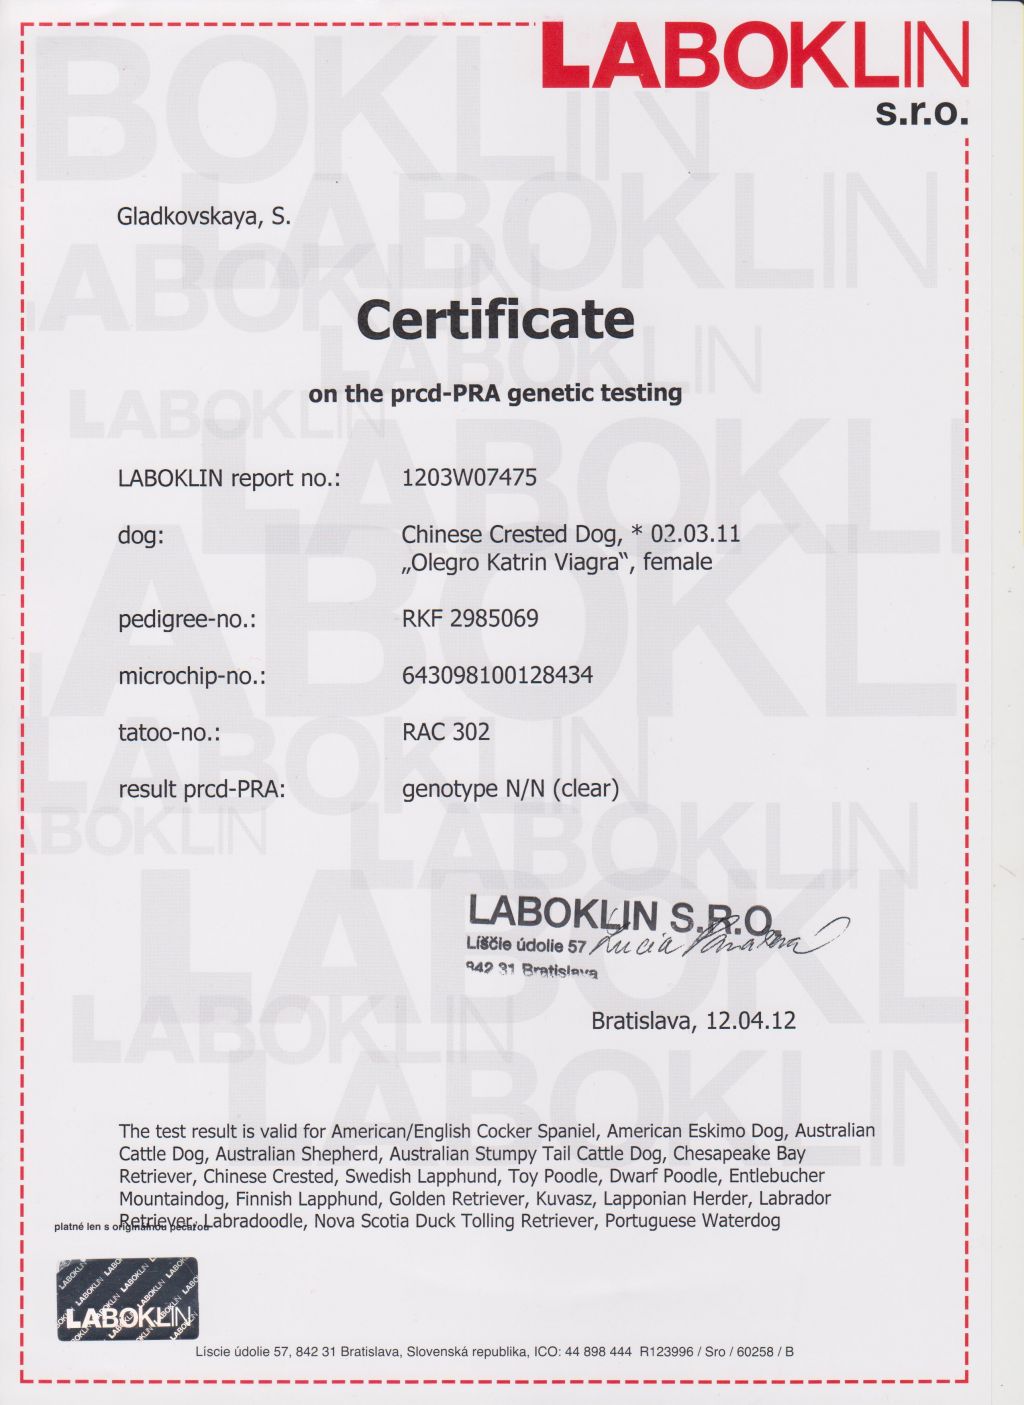 LABOKLIN
s.r.o.
Gladkovskaya, S.
Certificate
on the prcd-PRA genetic testing
LABOKLIN report no.: 1203W07475
dog: Chinese Crested Dog, * 02.03.11
„Olegro Katrin Viagra“, female
pedigree-no.: RKF 2985069
microchip-no.: 643098100128434
tatoo-no.: RAC 302
result prcd-PRA: genotype N/N (clear)
LABOKLIN S.R.O.
Líščie údolie 57
842 31 Bratislava
Bratislava, 12.04.12
The test result is valid for American/English Cocker Spaniel, American Eskimo Dog, Australian
Cattle Dog, Australian Shepherd, Australian Stumpy Tail Cattle Dog, Chesapeake Bay
Retriever, Chinese Crested, Swedish Lapphund, Toy Poodle, Dwarf Poodle, Entlebucher
Mountaindog, Finnish Lapphund, Golden Retriever, Kuvasz, Lapponian Herder, Labrador
Retriever, Labradoodle, Nova Scotia Duck Tolling Retriever, Portuguese Waterdog
platné len s originálnou pečaťou
LABOKLIN
Líscie údolie 57, 842 31 Bratislava, Slovenská republika, ICO: 44 898 444 R123996 / Sro / 60258 / B